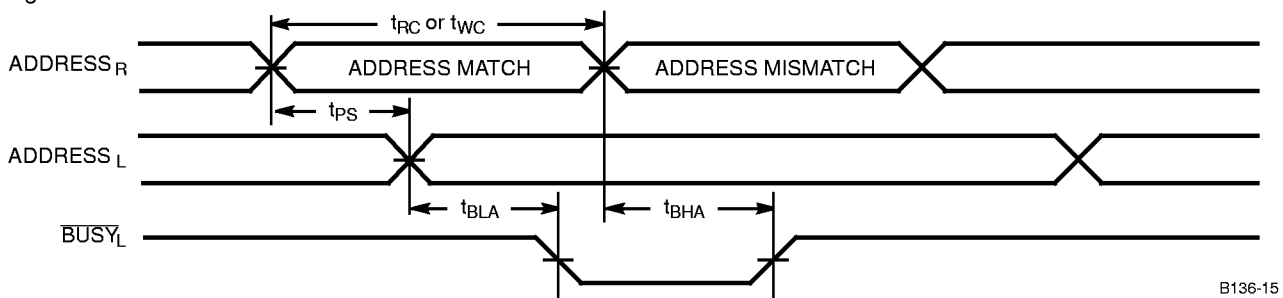 tRC or tWC
ADDRESSR
ADDRESS MATCH
ADDRESS MISMATCH
tPS
ADDRESSL
tBLA
tBHA
BUSYL
B136-15